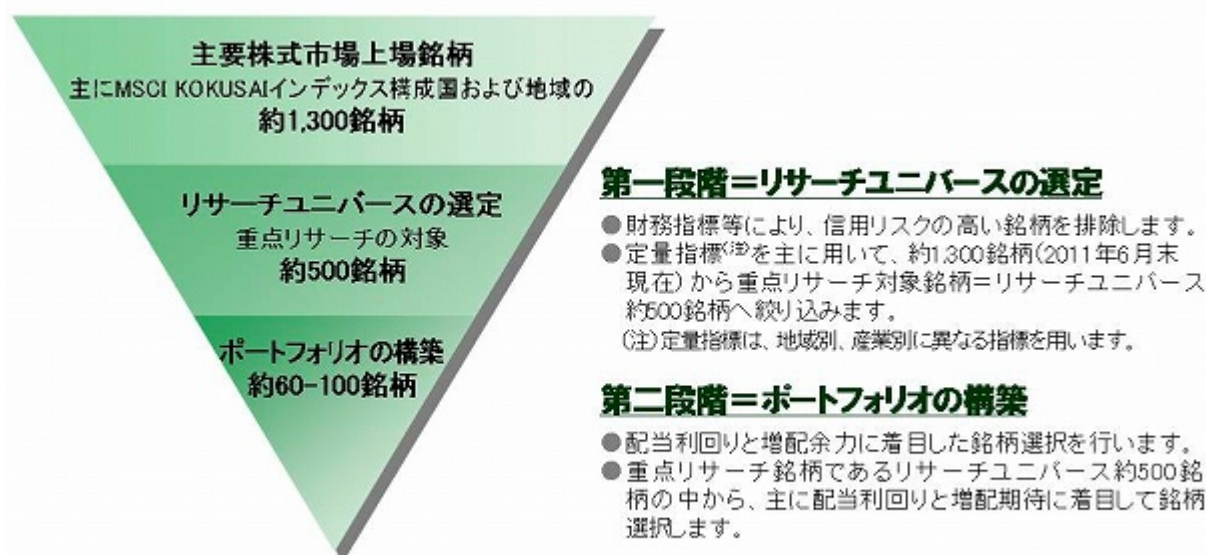 主要株式市場上場銘柄
主にMSCI KOKUSAIインデックス構成国および地域の
約1,300銘柄
リサーチユニバースの選定
重点リサーチの対象
約500銘柄
ポートフォリオの構築
約60-100銘柄
第一段階＝リサーチユニバースの選定
●財務指標等により、信用リスクの高い銘柄を排除します。
●定量指標(注)を主に用いて、約1,300銘柄(2011年6月末
現在)から重点リサーチ対象銘柄＝リサーチユニバース
約500銘柄へ絞り込みます。
(注)定量指標は、地域別、産業別に異なる指標を用います。
第二段階＝ポートフォリオの構築
●配当利回りと増配余力に着目した銘柄選択を行います。
●重点リサーチ銘柄であるリサーチユニバース約500銘
柄の中から、主に配当利回りと増配期待に着目して銘柄
選択します。